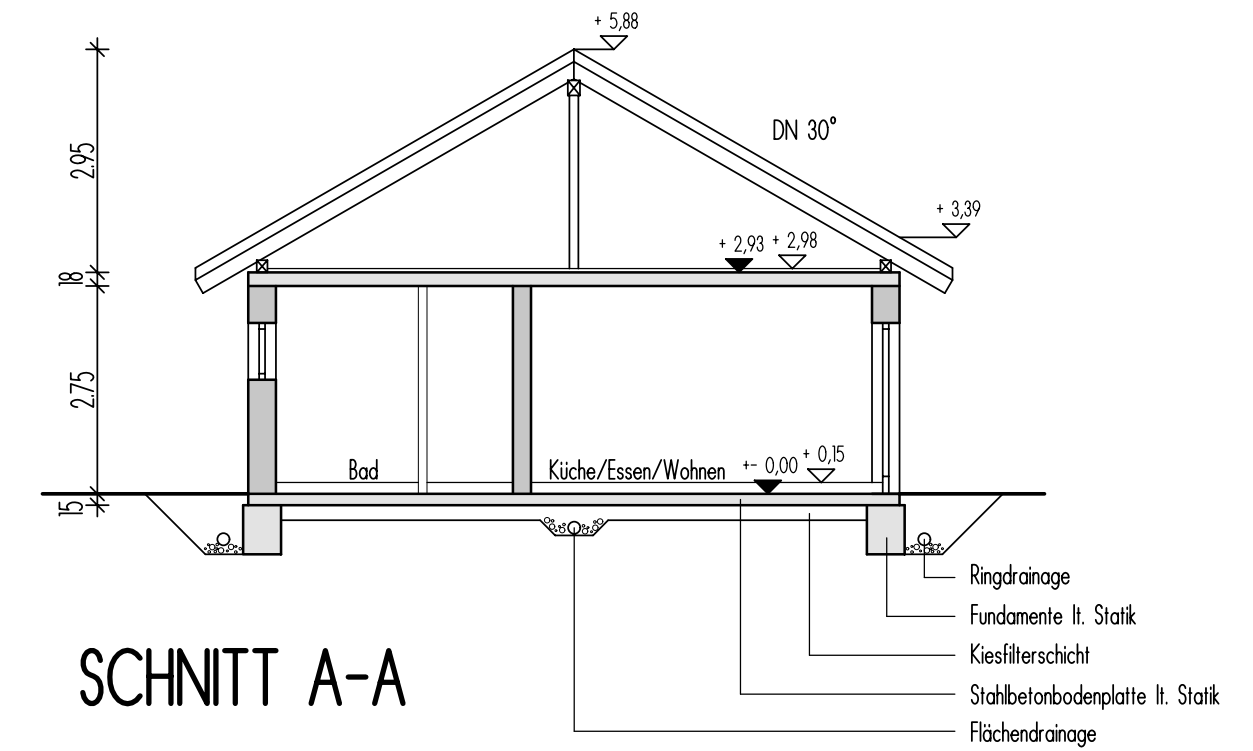 + 5,88
DN 30°
2.95
+ 3,39
+ 2,93
+ 2,98
18
2.75
Bad
Küche/Essen/Wohnen
+- 0,00
+ 0,15
15
Ringdrainage
Fundamente lt. Statik
Kiesfilterschicht
Stahlbetonbodenplatte lt. Statik
Flächendrainage
SCHNITT A-A